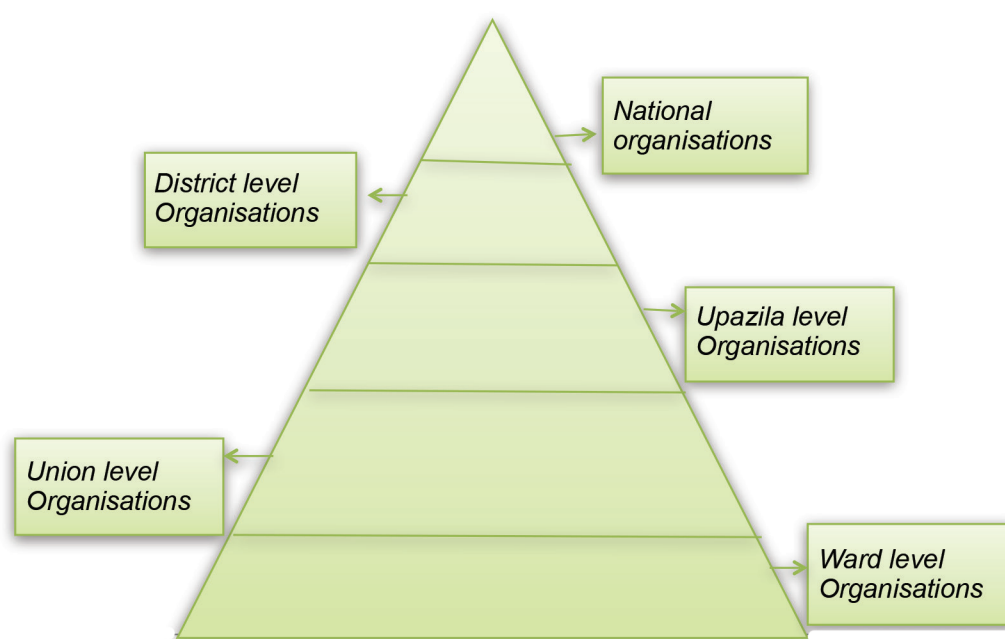 National
organisations
District level
Organisations
Upazila level
Organisations
Union level
Organisations
Ward level
Organisations